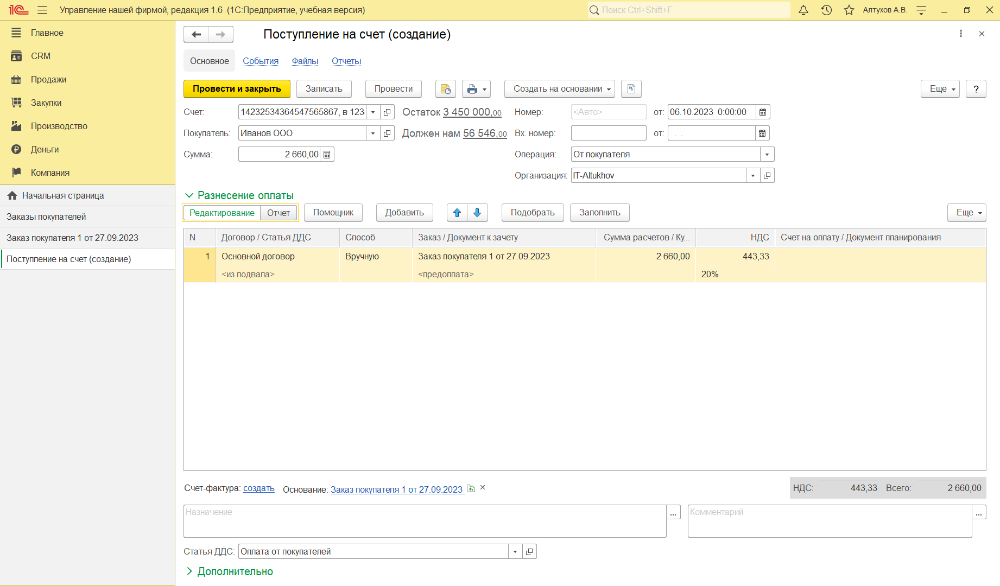 1С Управление нашей фирмой, редакция 1.6 (1С:Предприятие, учебная версия) Поиск Ctrl+Shift+F Алтухов А.В.
Главное
CRM
Продажи
Закупки
Производство
Деньги
Компания
Начальная страница
Заказы покупателей
Заказ покупателя 1 от 27.09.2023
Поступление на счет (создание)
Поступление на счет (создание)
Основное События Файлы Отчеты
Провести и закрыть Записать Провести Создать на основании Еще ?
Счет: 14232534364547565867, в 123 Остаток 3 450 000,00 Номер: <Авто> от: 06.10.2023 0:00:00
Покупатель: Иванов ООО Должен нам 56 546,00 Вх. номер: от: . .
Сумма: 2 660,00 Операция: От покупателя
Организация: IT-Altukhov
Разнесение оплаты
Редактирование Отчет Помощник Добавить Подобрать Заполнить Еще
N Договор / Статья ДДС Способ Заказ / Документ к зачету Сумма расчетов / Ку... НДС Счет на оплату / Документ планирования
1 Основной договор Вручную Заказ покупателя 1 от 27.09.2023 2 660,00 443,33
<из подвала> <предоплата> 20%
Счет-фактура: создать Основание: Заказ покупателя 1 от 27.09.2023 НДС: 443,33 Всего: 2 660,00
Назначение ... Комментарий ...
Статья ДДС: Оплата от покупателей
Дополнительно